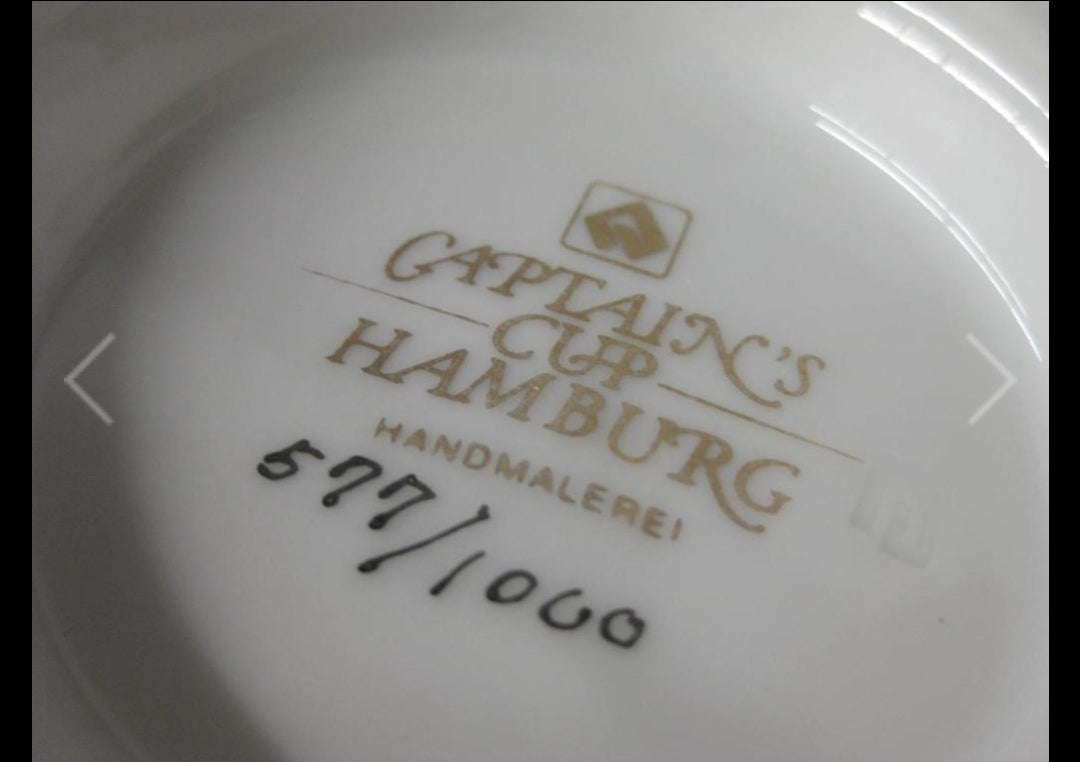 CAPTAIN'S
CUP
HAMBURG
HANDMALEREI
577/1000